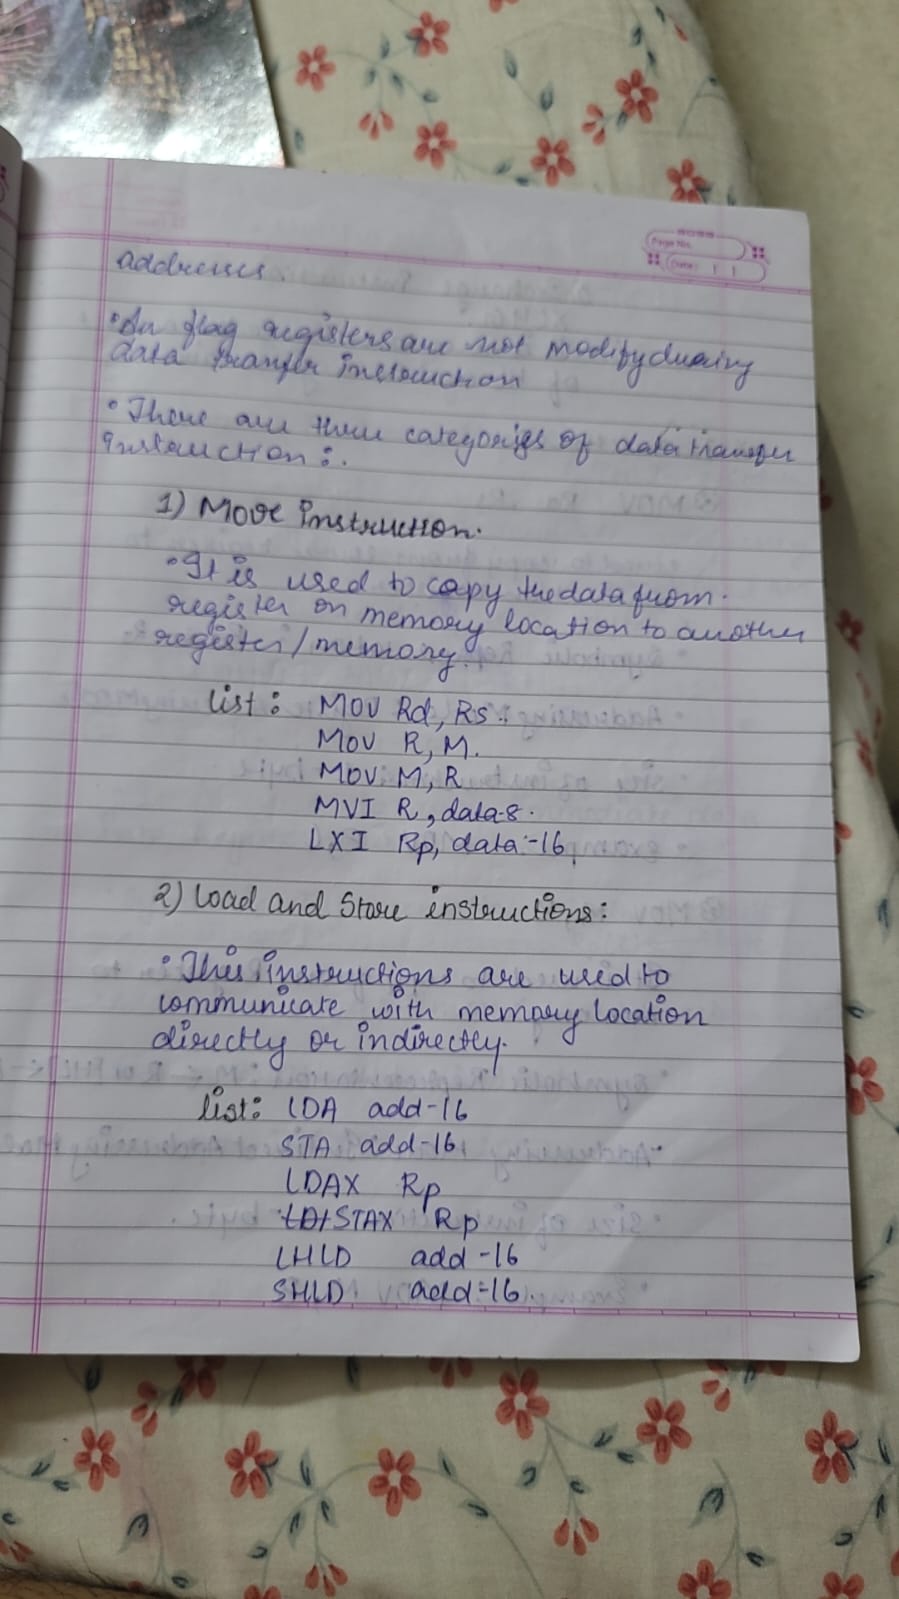 addresses.
Page No.
Date: / /
• In flag registers are not modify during
data transfer instruction
• There are three categories of data transfer
instruction :.
1) Move instruction.
• It is used to copy the data from
register or memory location to another
register/memory.
list : MOV Rd, Rs.
MOV R, M.
MOV M, R
MVI R, data-8.
LXI Rp, data-16
2) Load and Store instructions :
• This instructions are used to
communicate with memory location
directly or indirectly.
list: LDA add-16
STA add-16
LDAX Rp
STAX Rp
LHLD add-16
SHLD add-16.